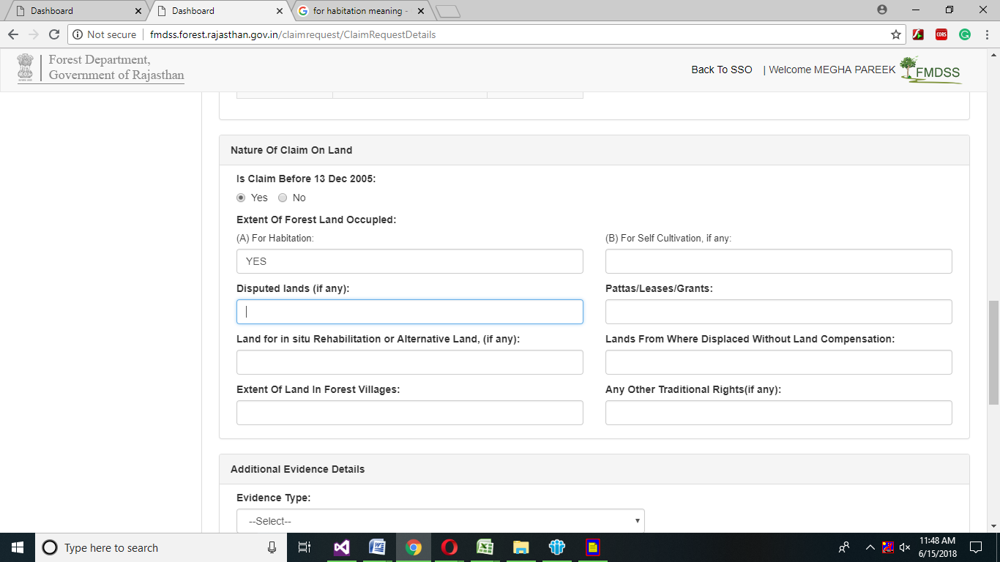 Dashboard
Dashboard
for habitation meaning -
Not secure
fmdss.forest.rajasthan.gov.in/claimrequest/ClaimRequestDetails
CORS
Forest Department,
Government of Rajasthan
Back To SSO | Welcome MEGHA PAREEK
FMDSS
Nature Of Claim On Land
Is Claim Before 13 Dec 2005:
Yes No
Extent Of Forest Land Occupied:
(A) For Habitation:
(B) For Self Cultivation, if any:
YES
Disputed lands (if any):
Pattas/Leases/Grants:
Land for in situ Rehabilitation or Alternative Land, (if any):
Lands From Where Displaced Without Land Compensation:
Extent Of Land In Forest Villages:
Any Other Traditional Rights(if any):
Additional Evidence Details
Evidence Type:
--Select--
Type here to search
11:48 AM
6/15/2018